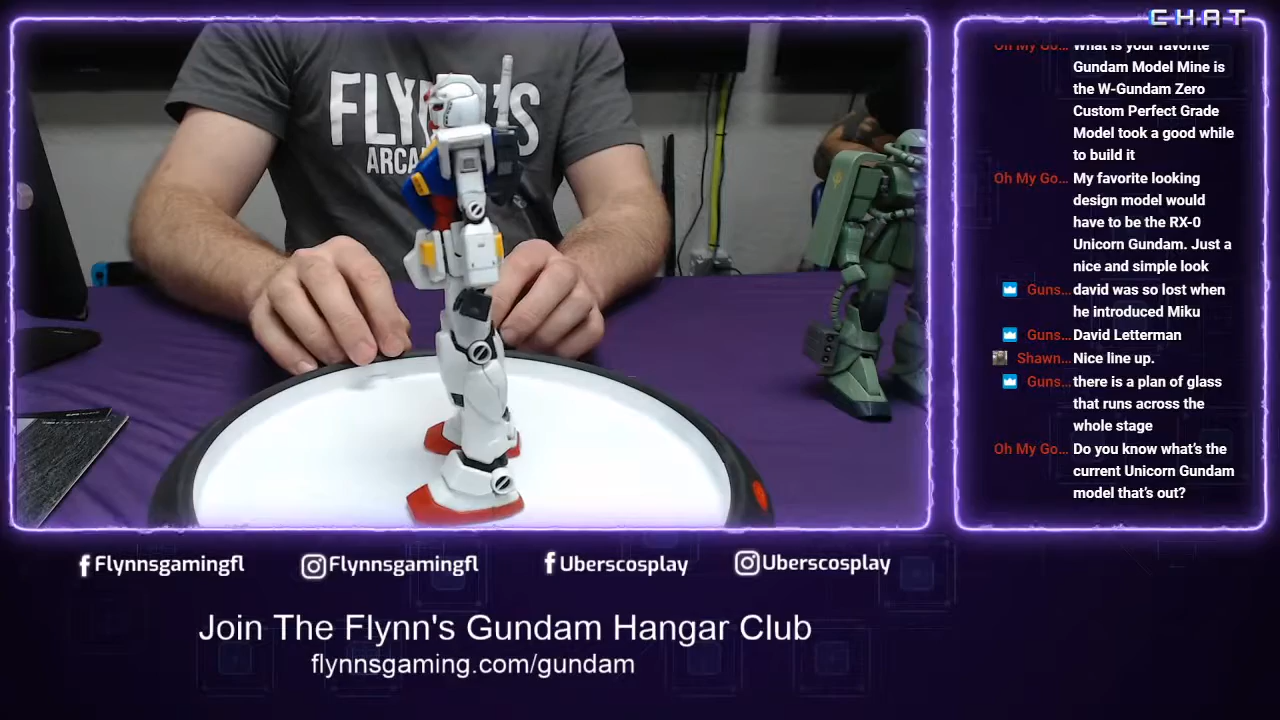 CHAT
Oh My Go... What is your favorite
Gundam Model Mine is
the W-Gundam Zero
Custom Perfect Grade
Model took a good while
to build it
Oh My Go... My favorite looking
design model would
have to be the RX-0
Unicorn Gundam. Just a
nice and simple look
Guns... david was so lost when
he introduced Miku
Guns... David Letterman
Shawn... Nice line up.
Guns... there is a plan of glass
that runs across the
whole stage
Oh My Go... Do you know what's the
current Unicorn Gundam
model that's out?
Flynnsgamingfl
Flynnsgamingfl
Uberscosplay
Uberscosplay
Join The Flynn's Gundam Hangar Club
flynnsgaming.com/gundam